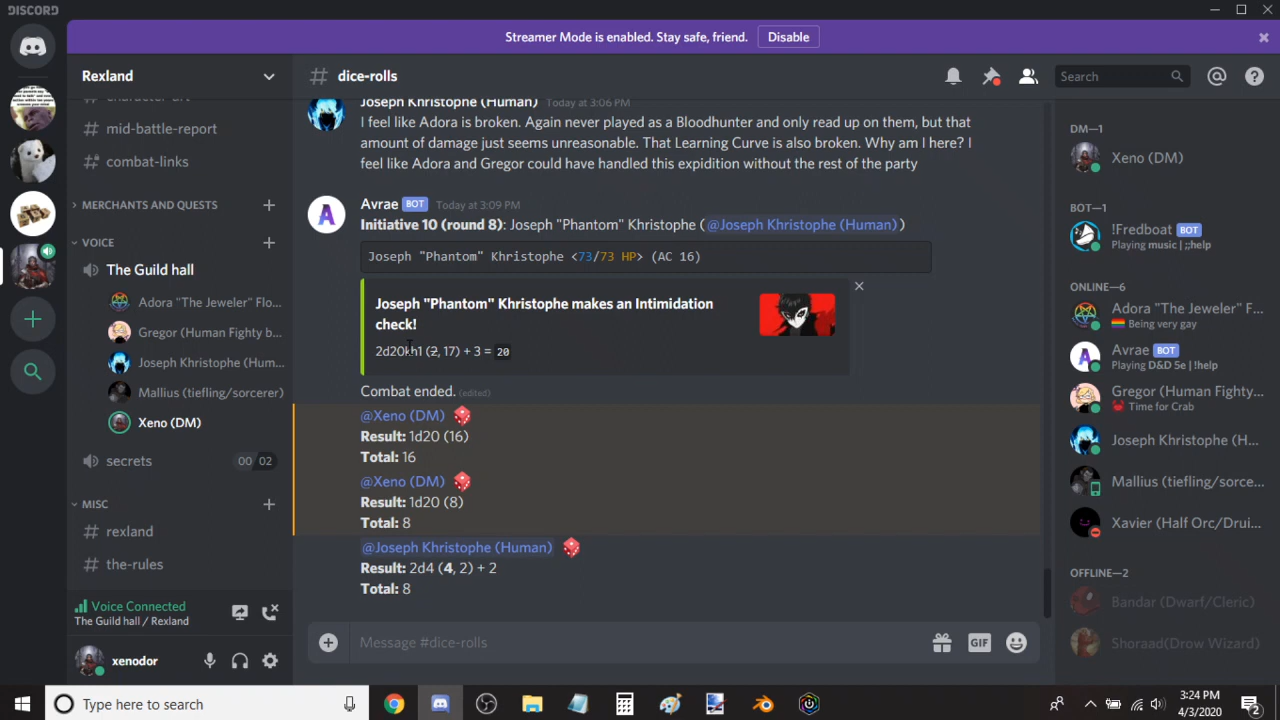 DISCORD
Streamer Mode is enabled. Stay safe, friend.
Disable
Rexland
character-art
mid-battle-report
combat-links
MERCHANTS AND QUESTS
VOICE
The Guild hall
Adora "The Jeweler" Flo...
Gregor (Human Fighty b...
Joseph Khristophe (Hum...
Mallius (tiefling/sorcerer)
Xeno (DM)
secrets
00 02
MISC
rexland
the-rules
Voice Connected
The Guild hall / Rexland
xenodor
# dice-rolls
Search
Joseph Khristophe (Human) Today at 3:06 PM
I feel like Adora is broken. Again never played as a Bloodhunter and only read up on them, but that
amount of damage just seems unreasonable. That Learning Curve is also broken. Why am I here? I
feel like Adora and Gregor could have handled this expidition without the rest of the party
Avrae BOT Today at 3:09 PM
Initiative 10 (round 8): Joseph "Phantom" Khristophe ( @Joseph Khristophe (Human) )
Joseph "Phantom" Khristophe <73/73 HP> (AC 16)
Joseph "Phantom" Khristophe makes an Intimidation
check!
2d20kh1 (2, 17) + 3 = 20
Combat ended. (edited)
@Xeno (DM)
Result: 1d20 (16)
Total: 16
@Xeno (DM)
Result: 1d20 (8)
Total: 8
@Joseph Khristophe (Human)
Result: 2d4 (4, 2) + 2
Total: 8
Message #dice-rolls
GIF
DM—1
Xeno (DM)
BOT—1
!Fredboat BOT
Playing music | ;;help
ONLINE—6
Adora "The Jeweler" F...
Being very gay
Avrae BOT
Playing D&D 5e | !help
Gregor (Human Fighty...
Time for Crab
Joseph Khristophe (H...
Mallius (tiefling/sorce...
Xavier (Half Orc/Drui...
OFFLINE—2
Bandar (Dwarf/Cleric)
Shoraad(Drow Wizard)
Type here to search
3:24 PM
4/3/2020
2